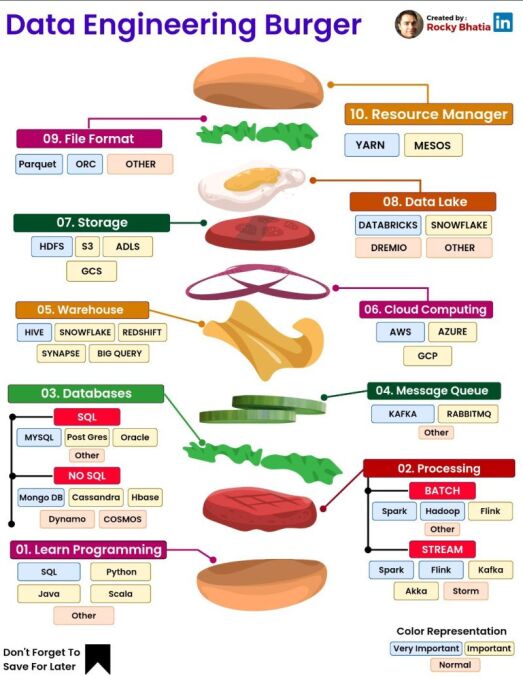 Data Engineering Burger
Created by :
Rocky Bhatia
in
10. Resource Manager
YARN MESOS
09. File Format
Parquet ORC OTHER
08. Data Lake
DATABRICKS SNOWFLAKE
DREMIO OTHER
07. Storage
HDFS S3 ADLS
GCS
06. Cloud Computing
AWS AZURE
GCP
05. Warehouse
HIVE SNOWFLAKE REDSHIFT
SYNAPSE BIG QUERY
04. Message Queue
KAFKA RABBITMQ
Other
03. Databases
SQL
MYSQL Post Gres Oracle
Other
NO SQL
Mongo DB Cassandra Hbase
Dynamo COSMOS
02. Processing
BATCH
Spark Hadoop Flink
Other
STREAM
Spark Flink Kafka
Akka Storm
01. Learn Programming
SQL Python
Java Scala
Other
Don't Forget To
Save For Later
Color Representation
Very Important Important
Normal